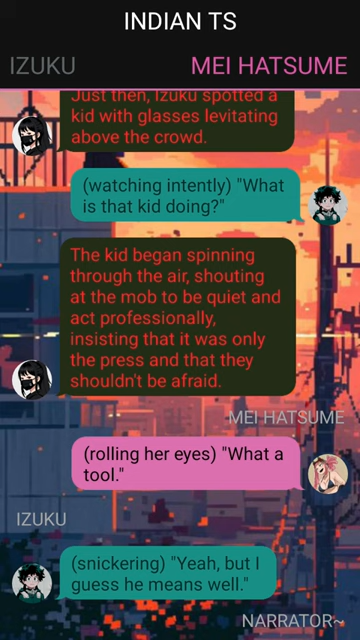 INDIAN TS
IZUKU
MEI HATSUME
Just then, Izuku spotted a
kid with glasses levitating
above the crowd.
(watching intently) "What
is that kid doing?"
The kid began spinning
through the air, shouting
at the mob to be quiet and
act professionally,
insisting that it was only
the press and that they
shouldn't be afraid.
MEI HATSUME
(rolling her eyes) "What a
tool."
IZUKU
(snickering) "Yeah, but I
guess he means well."
NARRATOR~